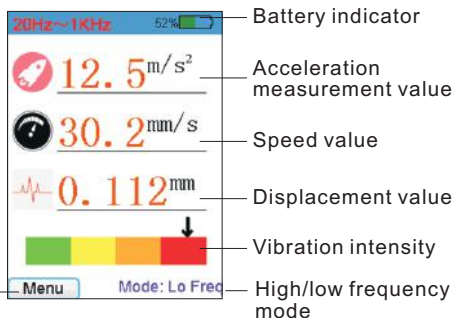 20Hz~1KHz 52%
Battery indicator
12.5m/s²
Acceleration
measurement value
30.2mm/s
Speed value
0.112mm
Displacement value
Vibration intensity
Menu Mode: Lo Freq
High/low frequency
mode